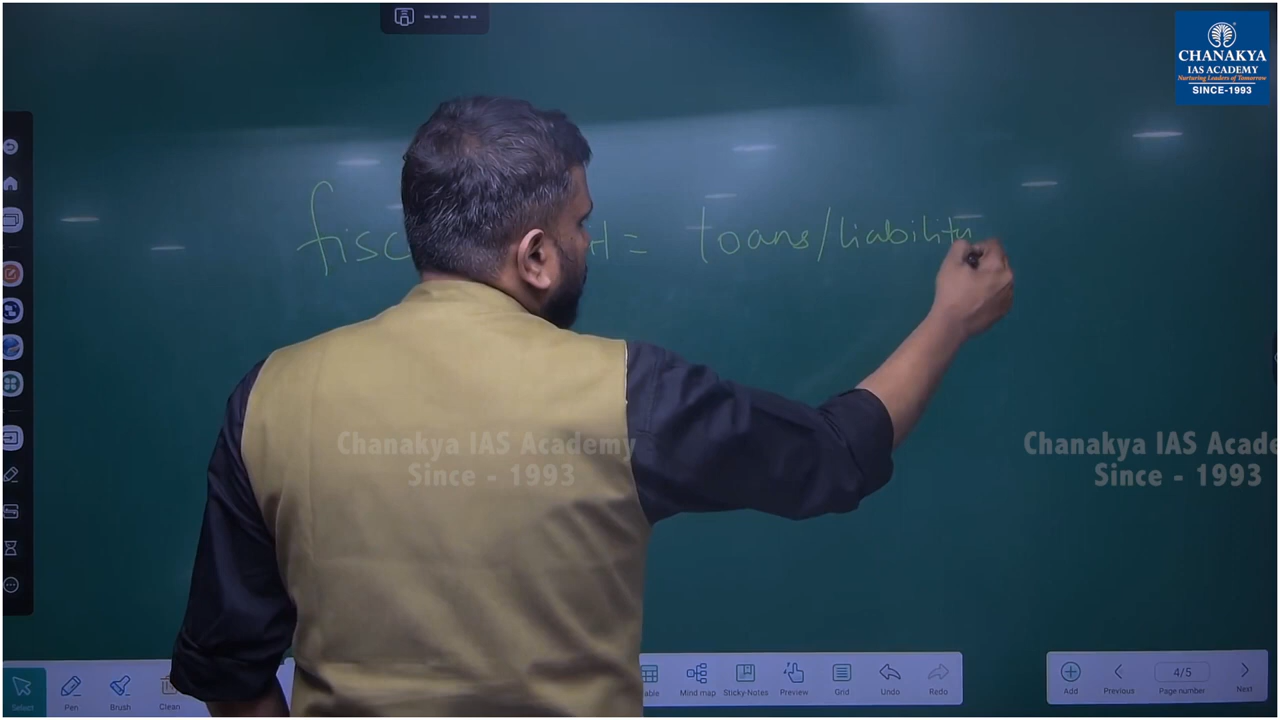 CHANAKYA
IAS ACADEMY
Nurturing Leaders of Tomorrow
SINCE-1993
= loans/liability
Chanakya IAS Academy
Since - 1993
Chanakya IAS Acade
Since - 1993
Select
Pen
Brush
Clean
able
Mind map
Sticky-Notes
Preview
Grid
Undo
Redo
Add
Previous
4/5
Page number
Next